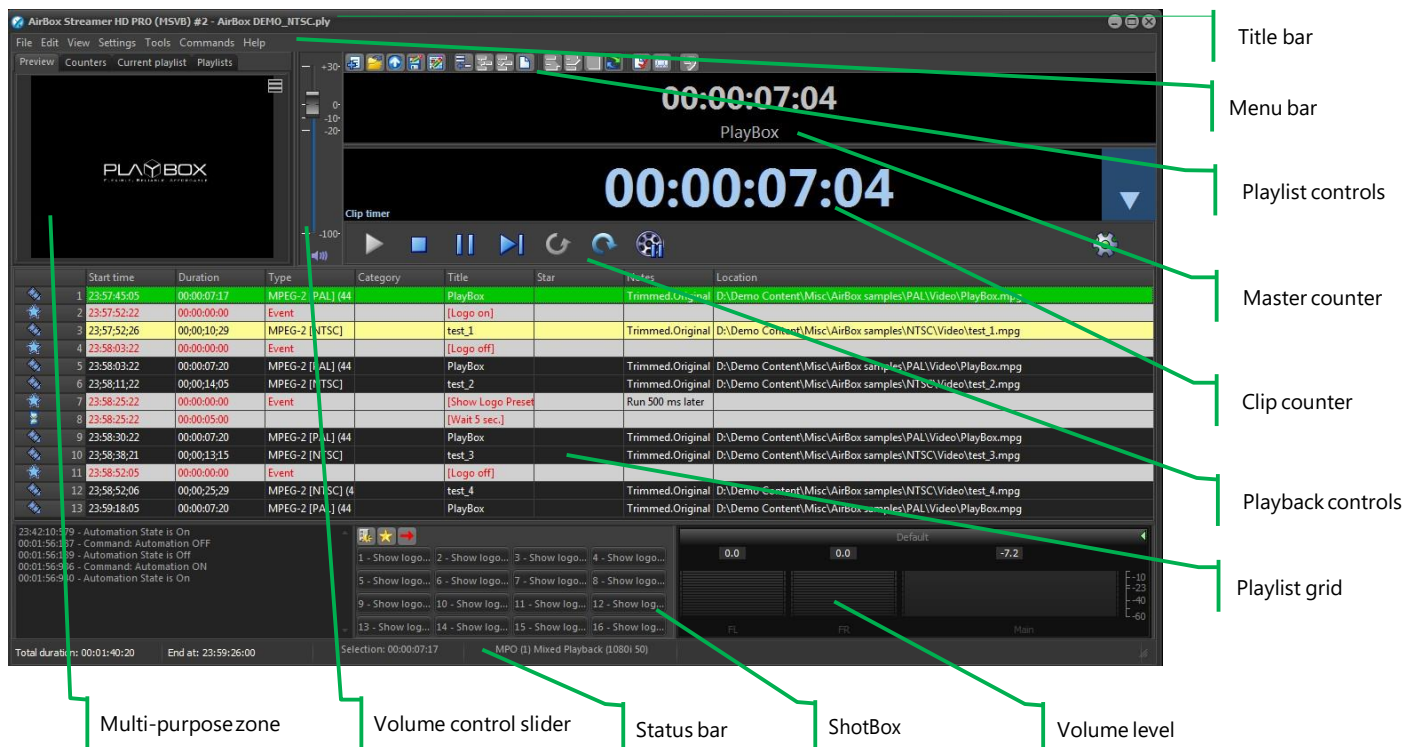 AirBox Streamer HD PRO (MSVB) #2 - AirBox DEMO_NTSC.ply
File Edit View Settings Tools Commands Help
Preview Counters Current playlist Playlists
+30-
0-
-10-
-20-
-100-
PLAYBOX
00:00:07:04
PlayBox
00:00:07:04
Clip timer
Start time Duration Type Category Title Star Notes Location
1 23:57:45:05 00:00:07:17 MPEG-2 [PAL] (44 PlayBox Trimmed.Original D:\Demo Content\Misc\AirBox samples\PAL\Video\PlayBox.mpg
2 23:57:52:22 00:00:00:00 Event [Logo on]
3 23;57;52;26 00;00;10;29 MPEG-2 [NTSC] test_1 Trimmed.Original D:\Demo Content\Misc\AirBox samples\NTSC\Video\test_1.mpg
4 23:58:03:22 00:00:00:00 Event [Logo off]
5 23:58:03:22 00:00:07:20 MPEG-2 [PAL] (44 PlayBox Trimmed.Original D:\Demo Content\Misc\AirBox samples\PAL\Video\PlayBox.mpg
6 23;58;11;22 00;00;14;05 MPEG-2 [NTSC] test_2 Trimmed.Original D:\Demo Content\Misc\AirBox samples\NTSC\Video\test_2.mpg
7 23:58:25:22 00:00:00:00 Event [Show Logo Preset Run 500 ms later
8 23:58:25:22 00:00:05:00 [Wait 5 sec.]
9 23:58:30:22 00:00:07:20 MPEG-2 [PAL] (44 PlayBox Trimmed.Original D:\Demo Content\Misc\AirBox samples\PAL\Video\PlayBox.mpg
10 23;58;38;21 00;00;13;15 MPEG-2 [NTSC] test_3 Trimmed.Original D:\Demo Content\Misc\AirBox samples\NTSC\Video\test_3.mpg
11 23:58:52:05 00:00:00:00 Event [Logo off]
12 23;58;52;06 00;00;25;29 MPEG-2 [NTSC] (4 test_4 Trimmed.Original D:\Demo Content\Misc\AirBox samples\NTSC\Video\test_4.mpg
13 23:59:18:05 00:00:07:20 MPEG-2 [PAL] (44 PlayBox Trimmed.Original D:\Demo Content\Misc\AirBox samples\PAL\Video\PlayBox.mpg
23:42:10:579 - Automation State is On
00:01:56:187 - Command: Automation OFF
00:01:56:189 - Automation State is Off
00:01:56:936 - Command: Automation ON
00:01:56:940 - Automation State is On
1 - Show logo... 2 - Show logo... 3 - Show logo... 4 - Show logo...
5 - Show logo... 6 - Show logo... 7 - Show logo... 8 - Show logo...
9 - Show logo... 10 - Show log... 11 - Show logo... 12 - Show log...
13 - Show log... 14 - Show log... 15 - Show log... 16 - Show log...
Default
0.0 0.0 -7.2
-10
-23
-40
-60
FL FR Main
Total duration: 00:01:40:20 End at: 23:59:26:00 Selection: 00:00:07:17 MPO (1) Mixed Playback (1080i 50)
Title bar
Menu bar
Playlist controls
Master counter
Clip counter
Playback controls
Playlist grid
Multi-purpose zone
Volume control slider
Status bar
ShotBox
Volume level